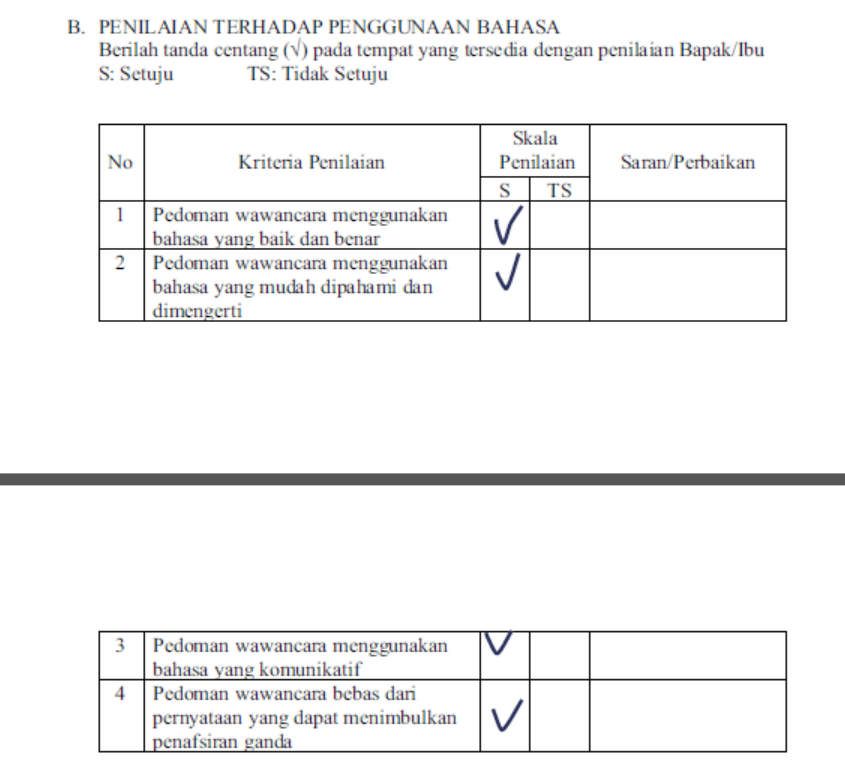 B. PENILAIAN TERHADAP PENGGUNAAN BAHASA
Berilah tanda centang (√) pada tempat yang tersedia dengan penilaian Bapak/Ibu
S: Setuju TS: Tidak Setuju
No Kriteria Penilaian Skala Penilaian Saran/Perbaikan
S TS
1 Pedoman wawancara menggunakan
bahasa yang baik dan benar ✓
2 Pedoman wawancara menggunakan
bahasa yang mudah dipahami dan
dimengerti ✓
3 Pedoman wawancara menggunakan
bahasa yang komunikatif ✓
4 Pedoman wawancara bebas dari
pernyataan yang dapat menimbulkan
penafsiran ganda ✓